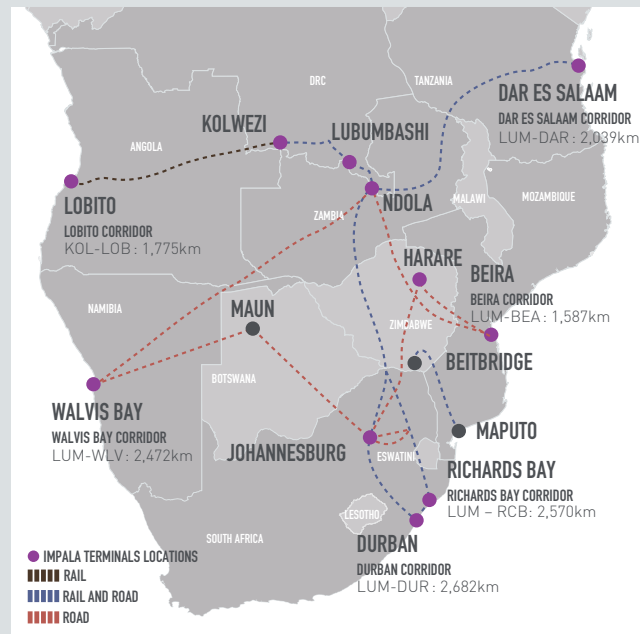 DRC
TANZANIA
DAR ES SALAAM
DAR ES SALAAM CORRIDOR
LUM-DAR: 2,039km
KOLWEZI
LUBUMBASHI
ANGOLA
LOBITO
LOBITO CORRIDOR
KOL-LOB: 1,775km
NDOLA
MALAWI
MOZAMBIQUE
ZAMBIA
HARARE
BEIRA
BEIRA CORRIDOR
LUM-BEA: 1,587km
NAMIBIA
MAUN
ZIMBABWE
BOTSWANA
BEITBRIDGE
WALVIS BAY
WALVIS BAY CORRIDOR
LUM-WLV: 2,472km
JOHANNESBURG
MAPUTO
ESWATINI
RICHARDS BAY
RICHARDS BAY CORRIDOR
LUM – RCB: 2,570km
LESOTHO
SOUTH AFRICA
DURBAN
DURBAN CORRIDOR
LUM-DUR: 2,682km
IMPALA TERMINALS LOCATIONS
RAIL
RAIL AND ROAD
ROAD